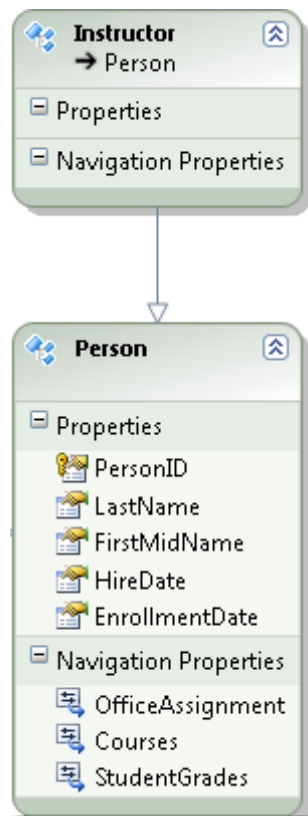 Instructor
→ Person
Properties
Navigation Properties
Person
Properties
PersonID
LastName
FirstMidName
HireDate
EnrollmentDate
Navigation Properties
OfficeAssignment
Courses
StudentGrades